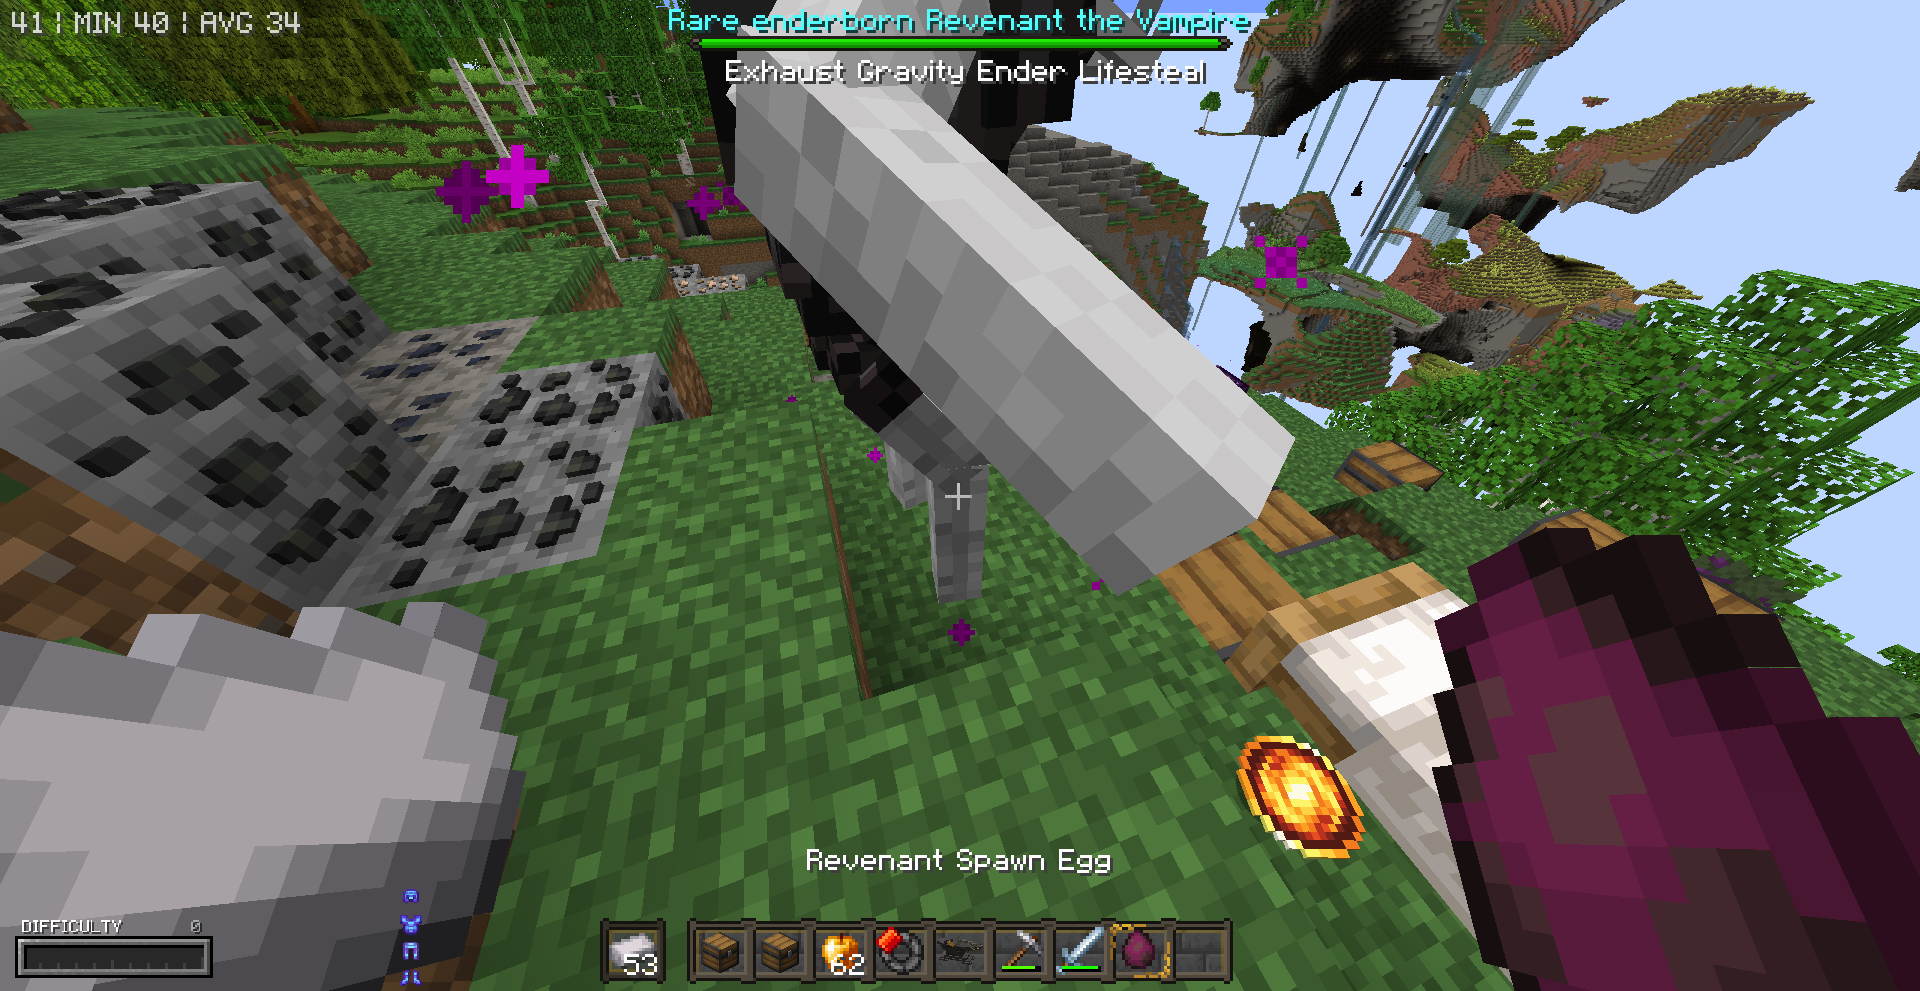 41 | MIN 40 | AVG 34
Rare enderborn Revenant the Vampire
Exhaust Gravity Ender Lifesteal
Revenant Spawn Egg
DIFFICULTY 0
53
62